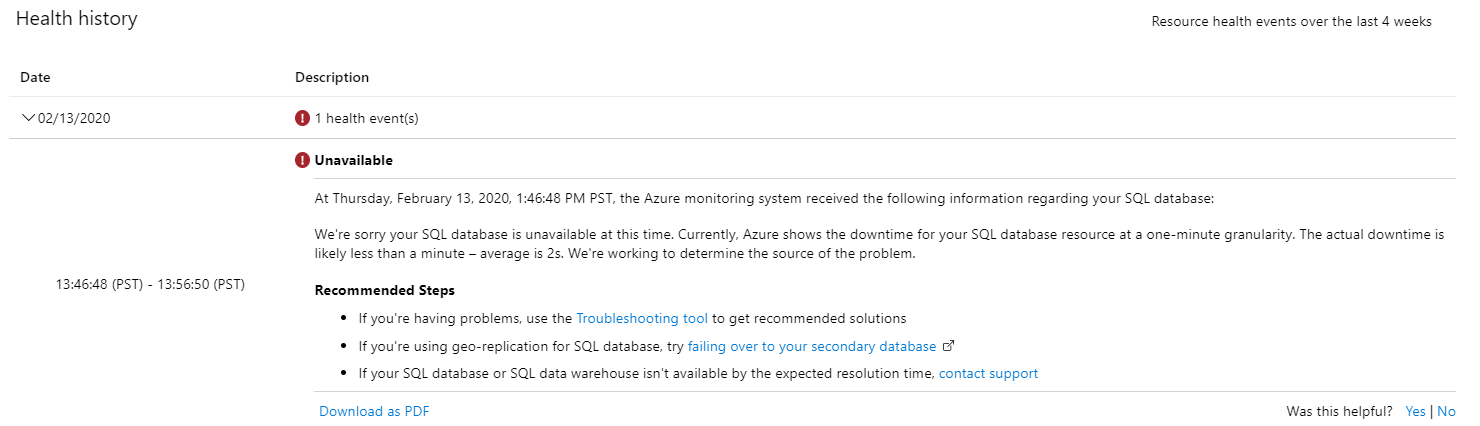 Health history
Resource health events over the last 4 weeks
Date Description
02/13/2020 1 health event(s)
Unavailable
At Thursday, February 13, 2020, 1:46:48 PM PST, the Azure monitoring system received the following information regarding your SQL database:
We're sorry your SQL database is unavailable at this time. Currently, Azure shows the downtime for your SQL database resource at a one-minute granularity. The actual downtime is
likely less than a minute – average is 2s. We're working to determine the source of the problem.
13:46:48 (PST) - 13:56:50 (PST)
Recommended Steps
• If you're having problems, use the Troubleshooting tool to get recommended solutions
• If you're using geo-replication for SQL database, try failing over to your secondary database
• If your SQL database or SQL data warehouse isn't available by the expected resolution time, contact support
Download as PDF
Was this helpful? Yes | No